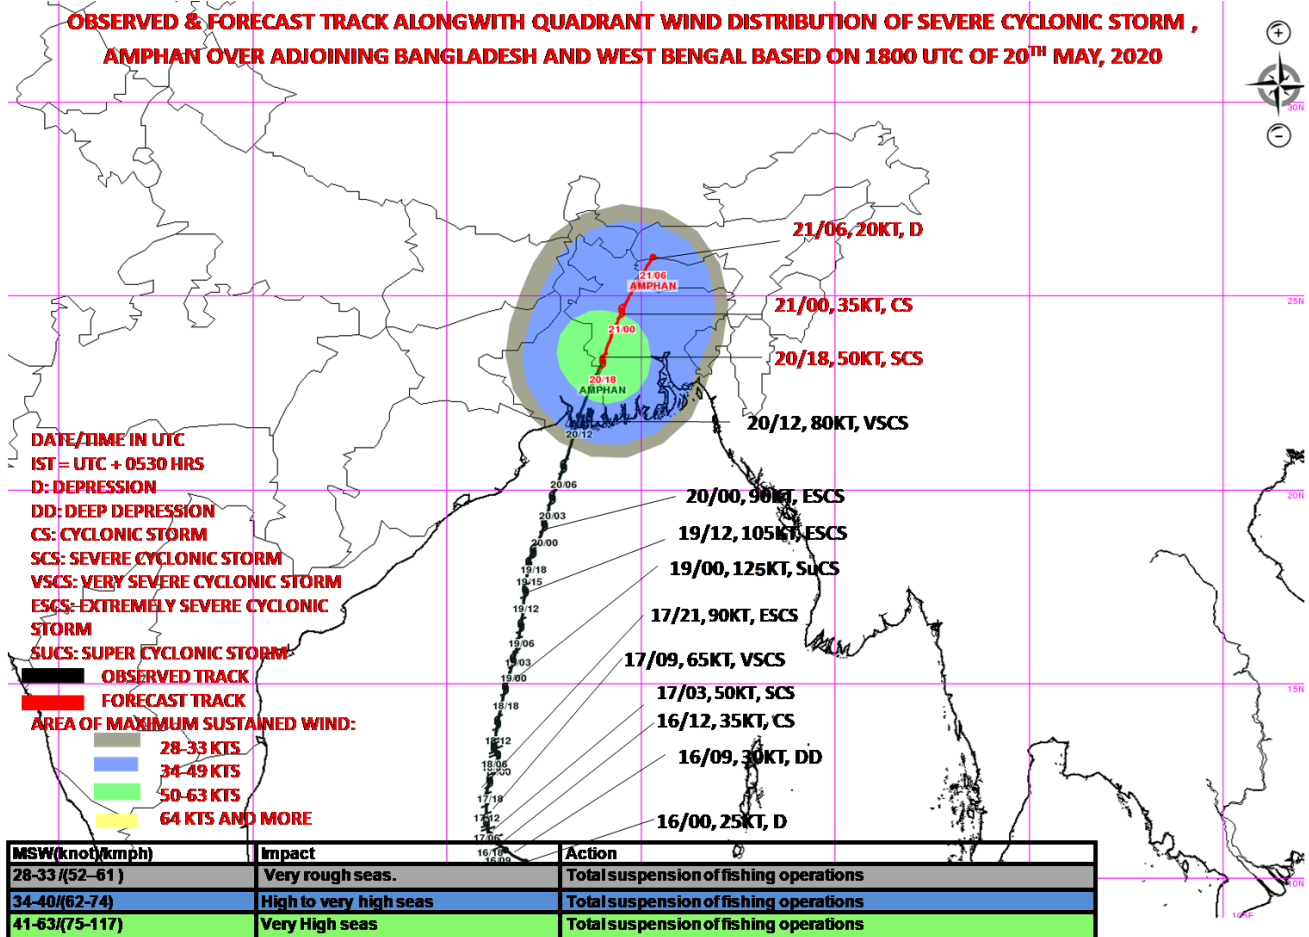 OBSERVED & FORECAST TRACK ALONGWITH QUADRANT WIND DISTRIBUTION OF SEVERE CYCLONIC STORM ,
AMPHAN OVER ADJOINING BANGLADESH AND WEST BENGAL BASED ON 1800 UTC OF 20TH MAY, 2020
30N
21/06, 20KT, D
21/06
AMPHAN
25N
21/00, 35KT, CS
21/00
20/18, 50KT, SCS
20/18
AMPHAN
20/12, 80KT, VSCS
20/12
20/06
20N
20/00, 90KT, ESCS
20/03
19/12, 105KT, ESCS
20/00
19/00, 125KT, SuCS
19/18
19/15
17/21, 90KT, ESCS
19/12
19/06
17/09, 65KT, VSCS
19/03
19/00
15N
17/03, 50KT, SCS
18/18
16/12, 35KT, CS
18/12
16/09, 30KT, DD
18/06
17/18
17/12
16/00, 25KT, D
17/06
16/18
16/09
10N
105E
DATE/TIME IN UTC
IST = UTC + 0530 HRS
D: DEPRESSION
DD: DEEP DEPRESSION
CS: CYCLONIC STORM
SCS: SEVERE CYCLONIC STORM
VSCS: VERY SEVERE CYCLONIC STORM
ESCS: EXTREMELY SEVERE CYCLONIC
STORM
SUCS: SUPER CYCLONIC STORM
OBSERVED TRACK
FORECAST TRACK
AREA OF MAXIMUM SUSTAINED WIND:
28-33 KTS
34-49 KTS
50-63 KTS
64 KTS AND MORE
MSW(knot)/kmph) Impact Action
28-33 /(52–61 ) Very rough seas. Total suspension of fishing operations
34-40/(62-74) High to very high seas Total suspension of fishing operations
41-63/(75-117) Very High seas Total suspension of fishing operations